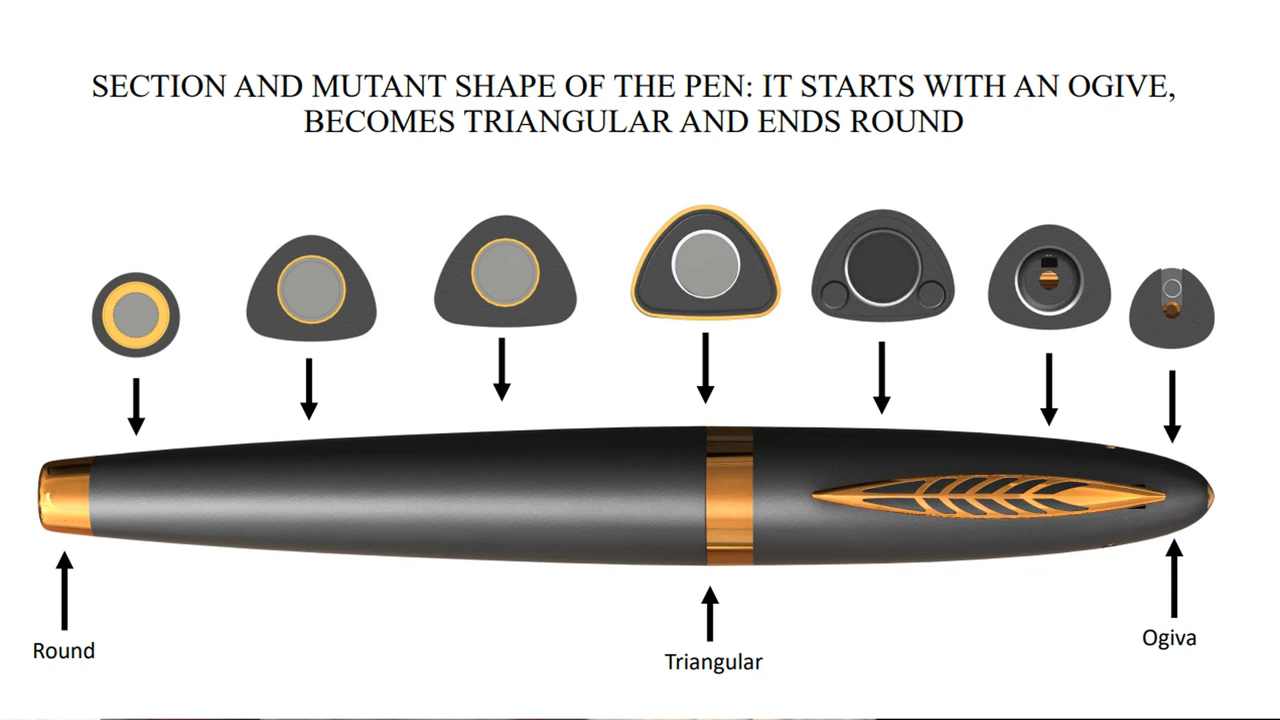 SECTION AND MUTANT SHAPE OF THE PEN: IT STARTS WITH AN OGIVE,
BECOMES TRIANGULAR AND ENDS ROUND
Round
Triangular
Ogiva